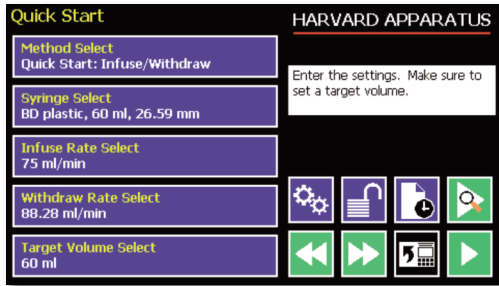 Quick Start
Method Select
Quick Start: Infuse/Withdraw
Syringe Select
BD plastic, 60 ml, 26.59 mm
Infuse Rate Select
75 ml/min
Withdraw Rate Select
88.28 ml/min
Target Volume Select
60 ml
HARVARD APPARATUS
Enter the settings. Make sure to
set a target volume.